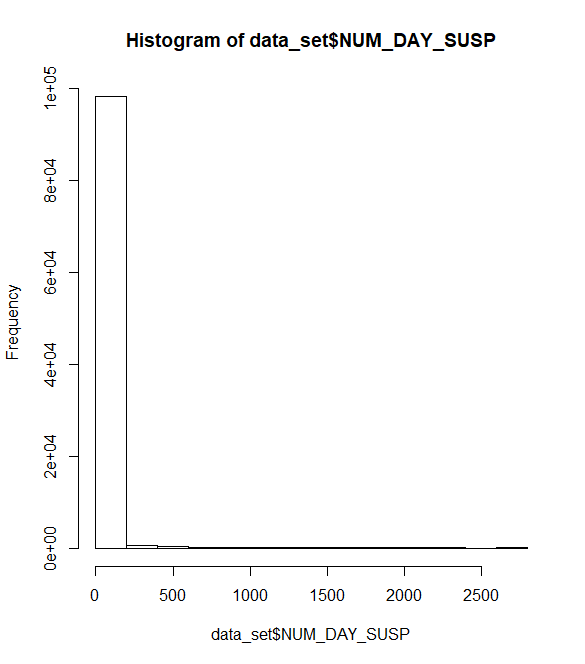 Histogram of data_set$NUM_DAY_SUSP
Frequency
1e+05
8e+04
6e+04
4e+04
2e+04
0e+00
0 500 1000 1500 2000 2500
data_set$NUM_DAY_SUSP